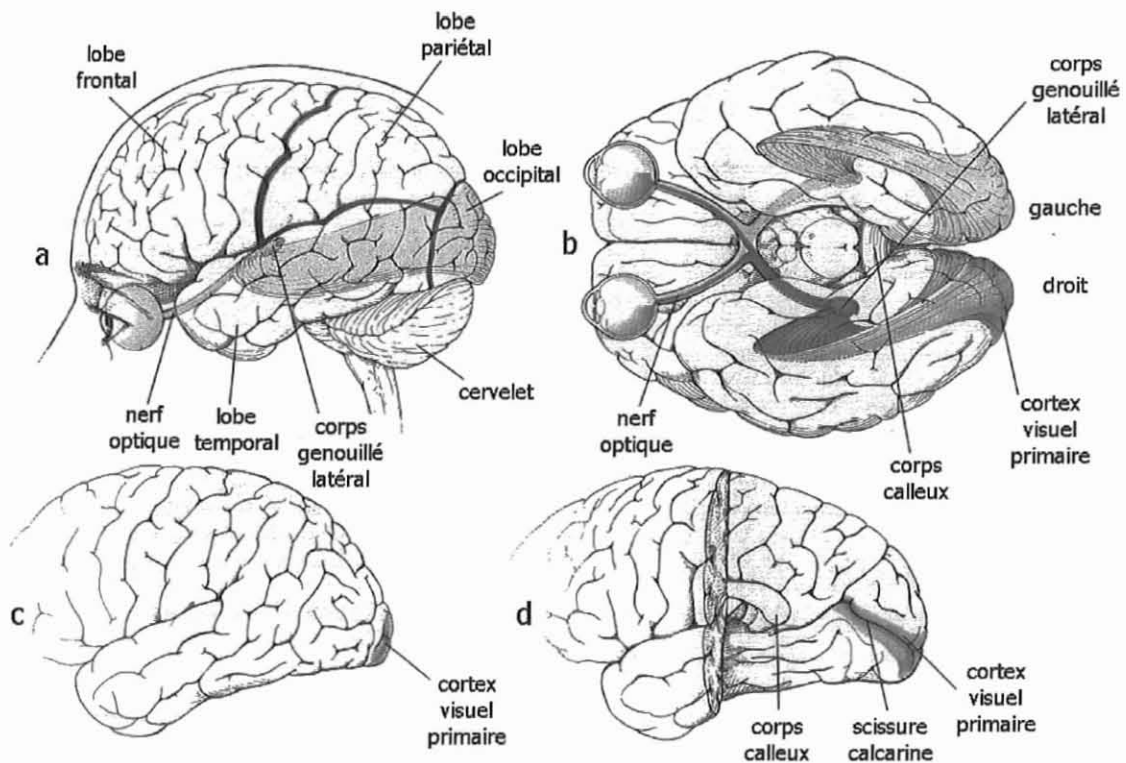 lobe
frontal
lobe
pariétal
lobe
occipital
a
nerf
optique
lobe
temporal
corps
genouillé
latéral
cervelet
corps
genouillé
latéral
b
gauche
droit
nerf
optique
corps
calleux
cortex
visuel
primaire
c
cortex
visuel
primaire
d
corps
calleux
scissure
calcarine
cortex
visuel
primaire